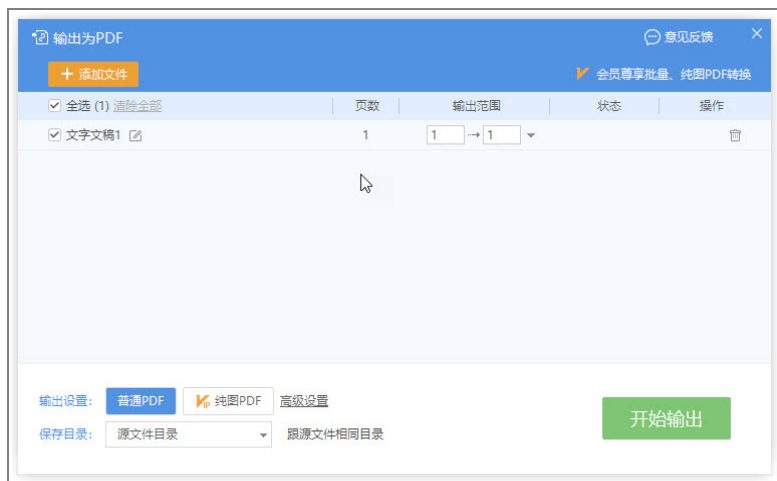 输出为PDF 意见反馈
添加文件 会员尊享批量、纯图PDF转换
全选 (1) 清除全部 页数 输出范围 状态 操作
文字文稿1 1 1 1
输出设置: 普通PDF 纯图PDF 高级设置
保存目录: 源文件目录 跟源文件相同目录
开始输出